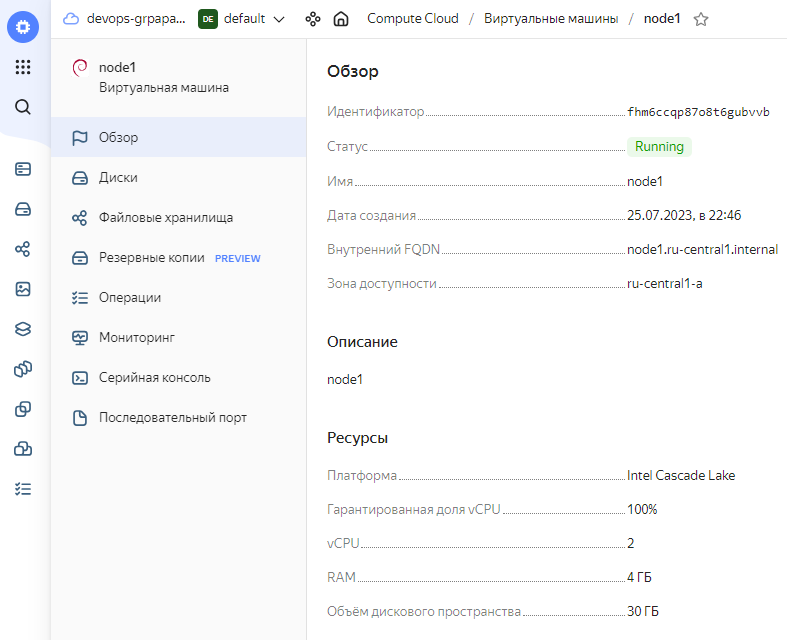 devops-grpapa... DE default Compute Cloud / Виртуальные машины / node1
node1
Виртуальная машина
Обзор
Диски
Файловые хранилища
Резервные копии PREVIEW
Операции
Мониторинг
Серийная консоль
Последовательный порт
Обзор
Идентификатор fhm6ccqp87o8t6gubvvb
Статус Running
Имя node1
Дата создания 25.07.2023, в 22:46
Внутренний FQDN node1.ru-central1.internal
Зона доступности ru-central1-a
Описание
node1
Ресурсы
Платформа Intel Cascade Lake
Гарантированная доля vCPU 100%
vCPU 2
RAM 4 ГБ
Объём дискового пространства 30 ГБ